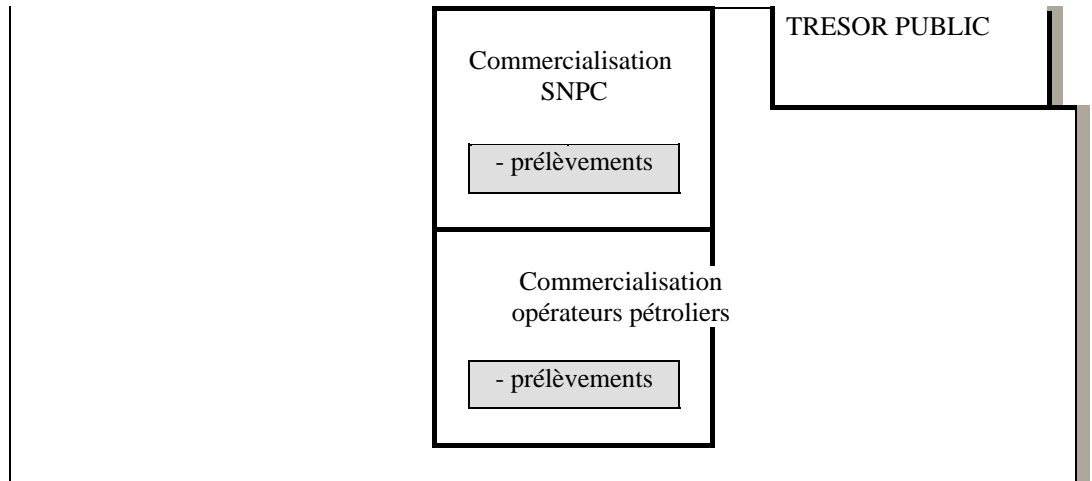 TRESOR PUBLIC
Commercialisation
SNPC
- prélèvements
Commercialisation
opérateurs pétroliers
- prélèvements